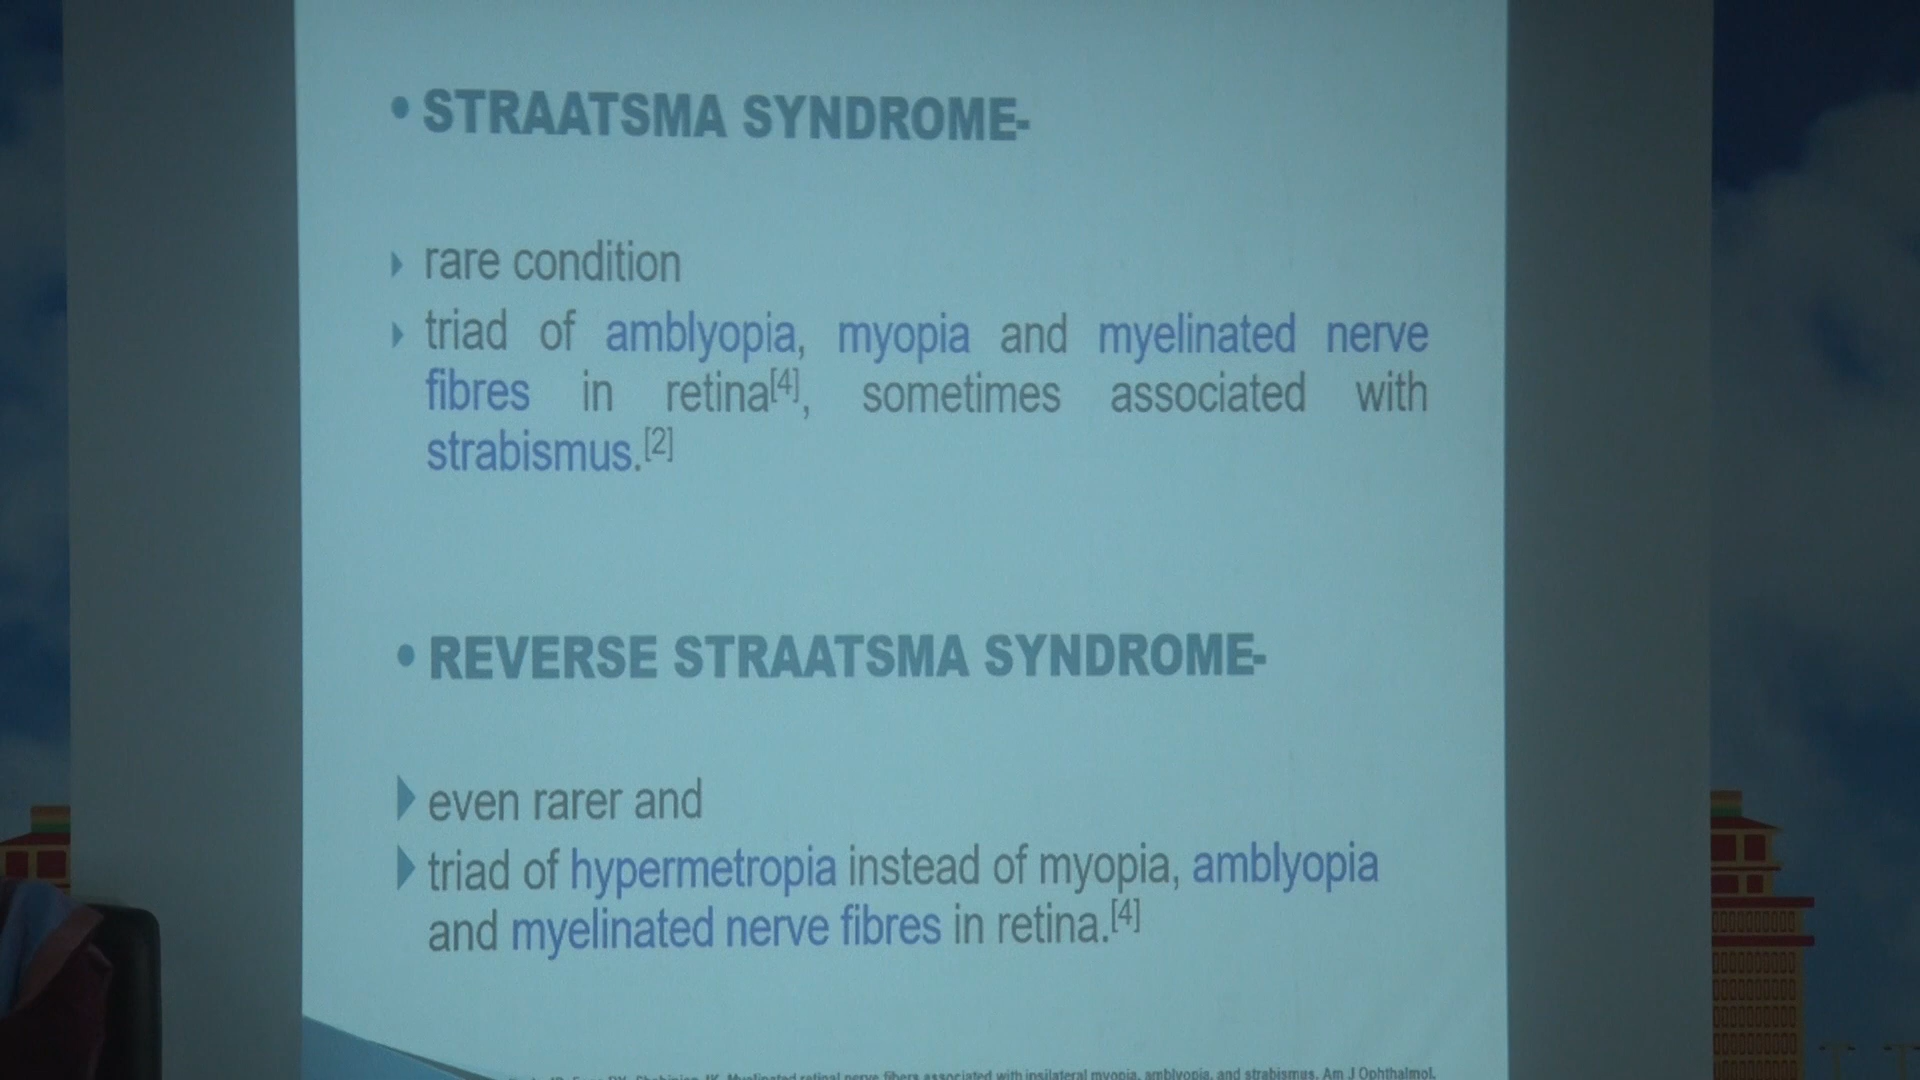 • STRAATSMA SYNDROME-
rare condition
triad of amblyopia, myopia and myelinated nerve
fibres in retina[4], sometimes associated with
strabismus.[2]
• REVERSE STRAATSMA SYNDROME-
even rarer and
triad of hypermetropia instead of myopia, amblyopia
and myelinated nerve fibres in retina.[4]
Myelinated retinal nerve fibers associated with ipsilateral myopia, amblyopia, and strabismus. Am J Ophthalmol.